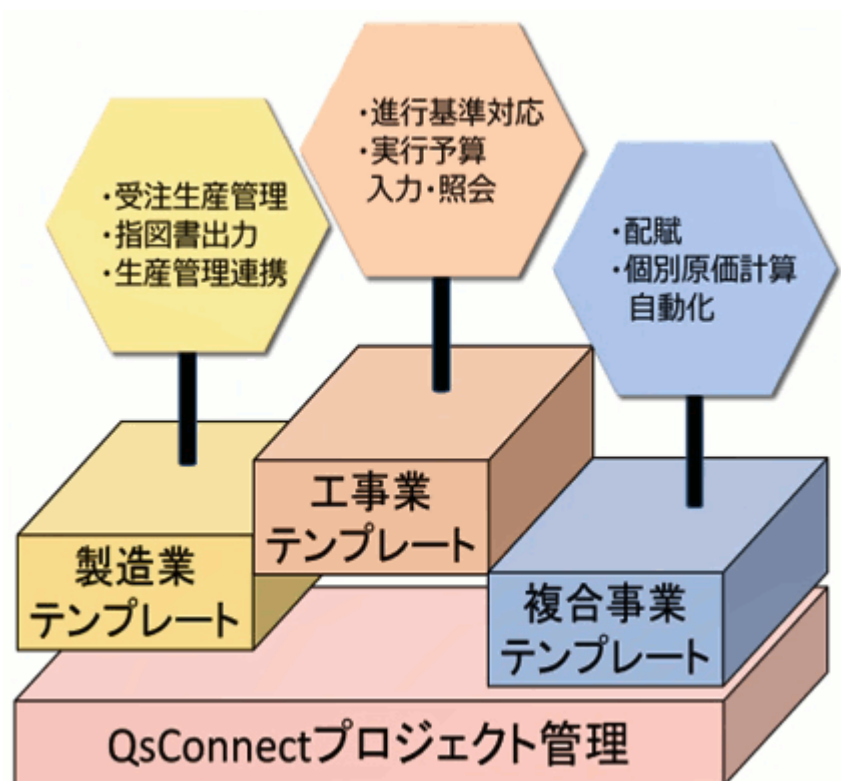 ・受注生産管理
・指図書出力
・生産管理連携
・進行基準対応
・実行予算
入力・照会
・配賦
・個別原価計算
自動化
製造業
テンプレート
工事業
テンプレート
複合事業
テンプレート
QsConnectプロジェクト管理